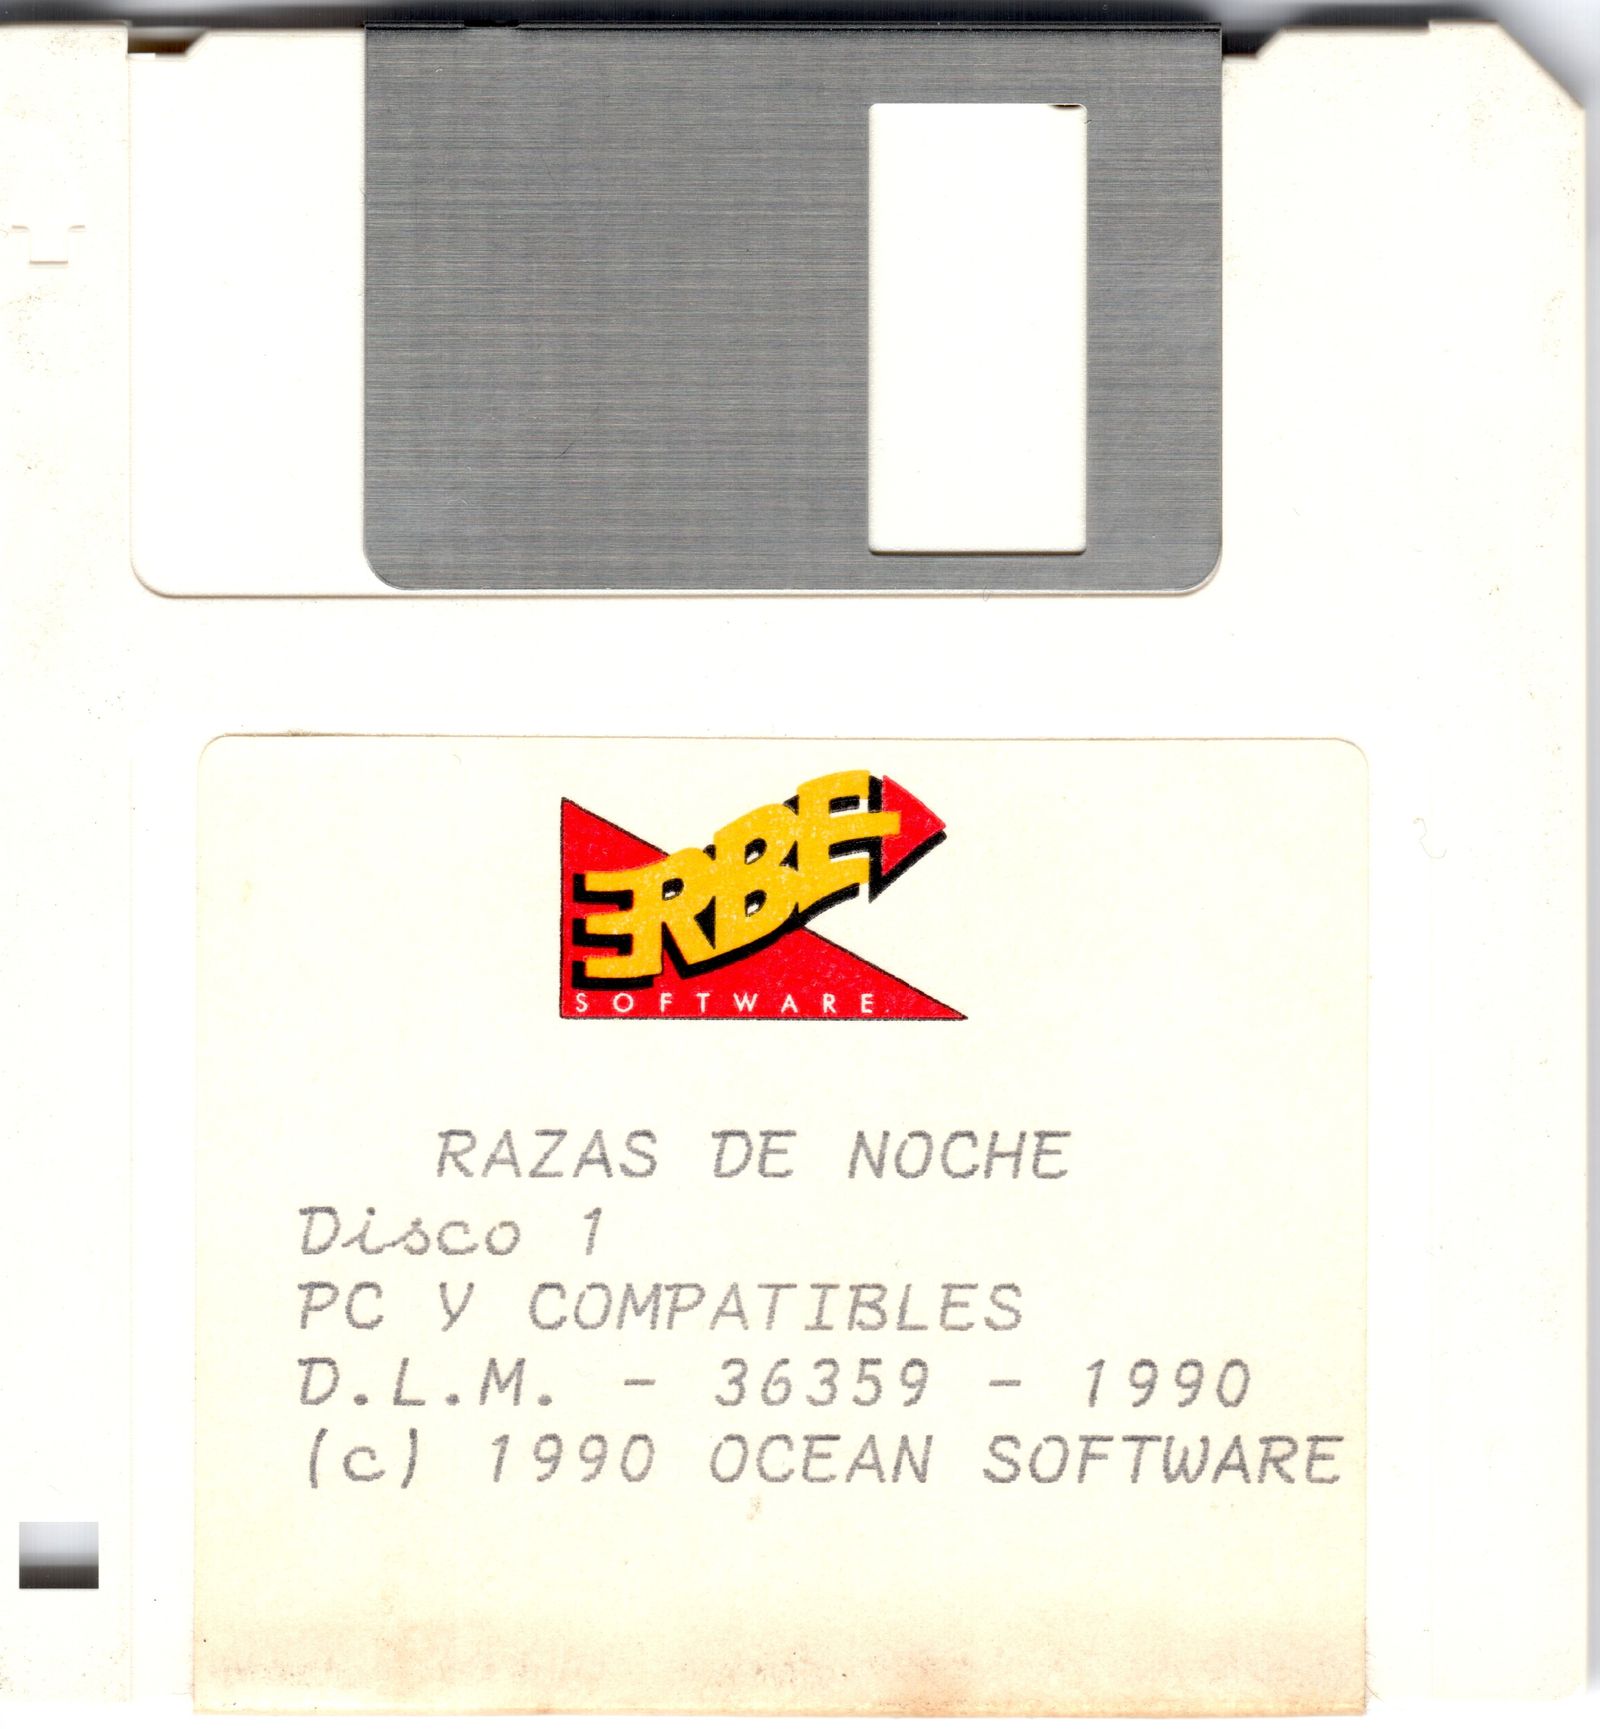 ERBE
SOFTWARE
RAZAS DE NOCHE
Disco 1
PC Y COMPATIBLES
D.L.M. - 36359 - 1990
(c) 1990 OCEAN SOFTWARE